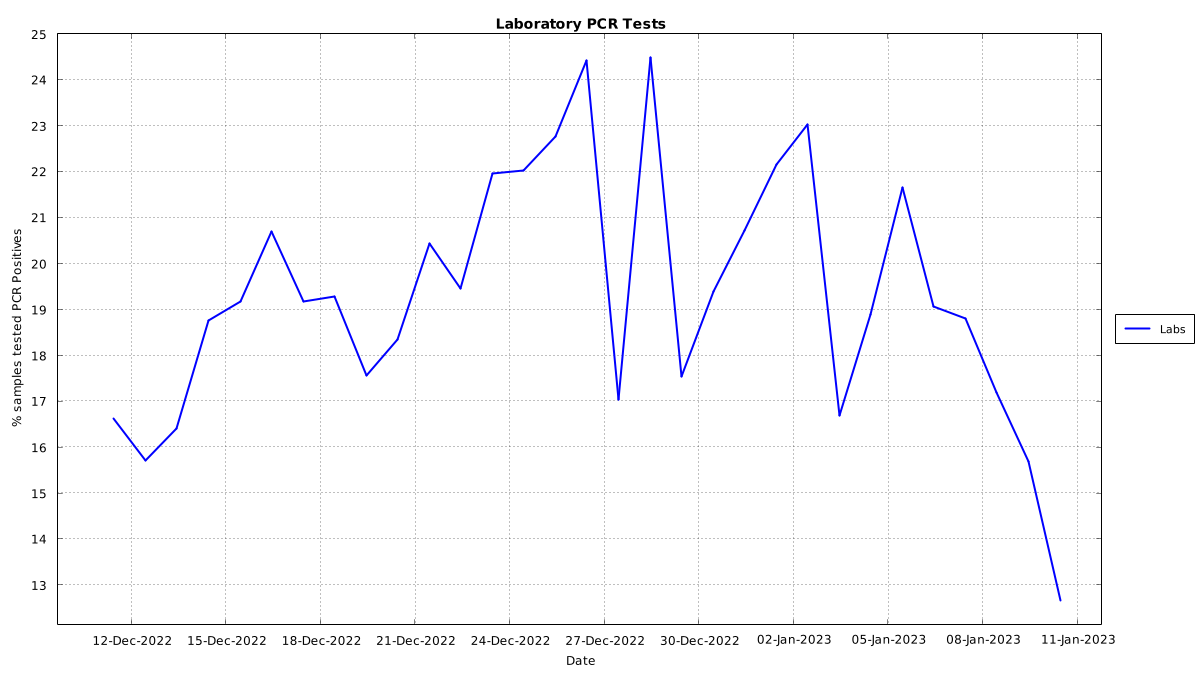 Laboratory PCR Tests
25
24
23
22
21
20
19
18
17
16
15
14
13
% samples tested PCR Positives
Labs
12-Dec-2022 15-Dec-2022 18-Dec-2022 21-Dec-2022 24-Dec-2022 27-Dec-2022 30-Dec-2022 02-Jan-2023 05-Jan-2023 08-Jan-2023 11-Jan-2023
Date